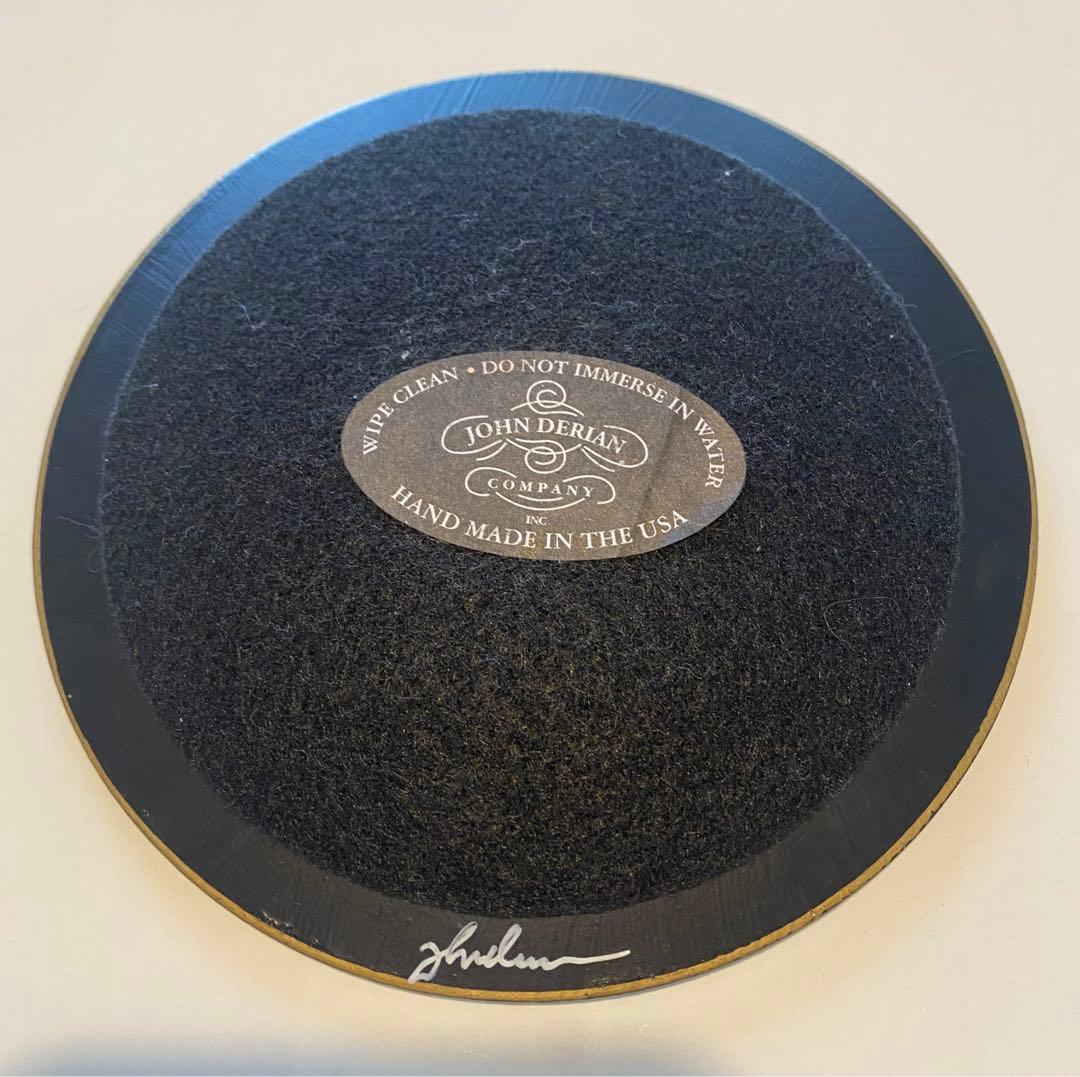 WIPE CLEAN • DO NOT IMMERSE IN WATER
JOHN DERIAN
COMPANY
INC
HAND MADE IN THE USA